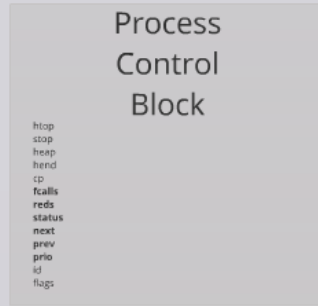 Process
Control
Block
htop
stop
heap
hend
cp
fcalls
reds
status
next
prev
prio
id
flags